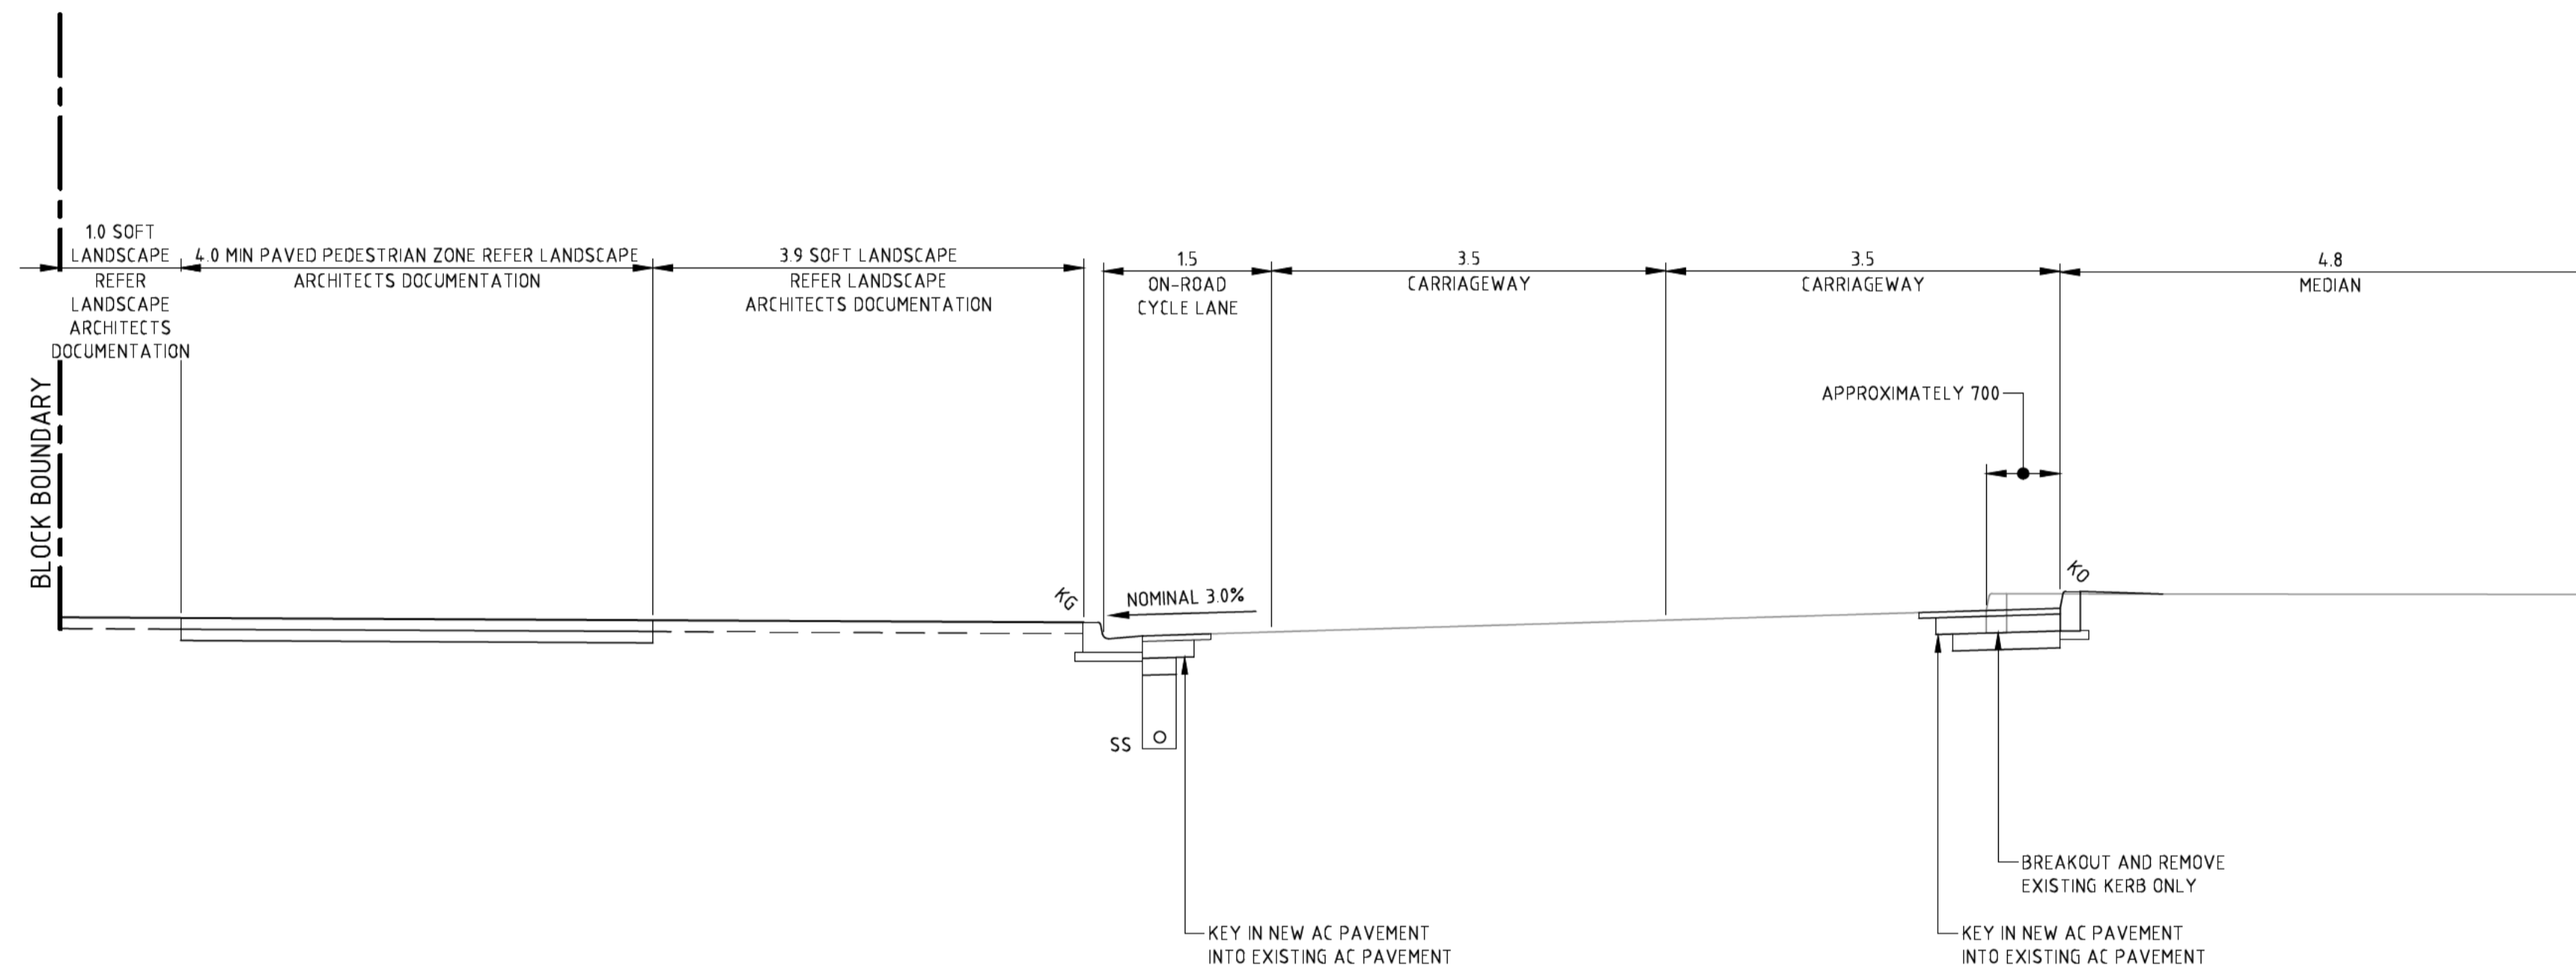 1.0 SOFT
LANDSCAPE
REFER
LANDSCAPE
ARCHITECTS
DOCUMENTATION
4.0 MIN PAVED PEDESTRIAN ZONE REFER LANDSCAPE
ARCHITECTS DOCUMENTATION
3.9 SOFT LANDSCAPE
REFER LANDSCAPE
ARCHITECTS DOCUMENTATION
1.5
ON-ROAD
CYCLE LANE
3.5
CARRIAGEWAY
3.5
CARRIAGEWAY
4.8
MEDIAN
BLOCK BOUNDARY
APPROXIMATELY 700
KG
NOMINAL 3.0%
KO
SS
BREAKOUT AND REMOVE
EXISTING KERB ONLY
KEY IN NEW AC PAVEMENT
INTO EXISTING AC PAVEMENT
KEY IN NEW AC PAVEMENT
INTO EXISTING AC PAVEMENT